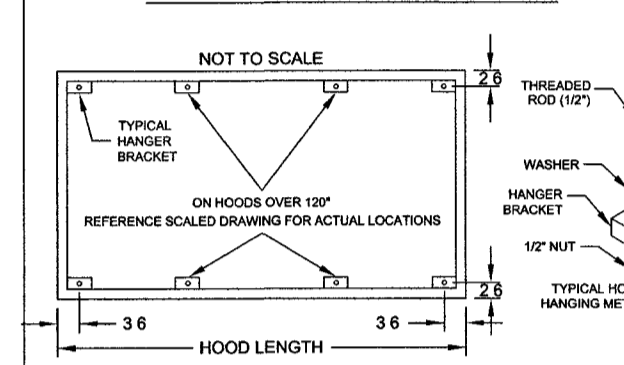 NOT TO SCALE
2 6
THREADED
ROD (1/2")
TYPICAL
HANGER
BRACKET
WASHER
ON HOODS OVER 120"
REFERENCE SCALED DRAWING FOR ACTUAL LOCATIONS
HANGER
BRACKET
1/2" NUT
2 6
TYPICAL HO
HANGING MET
3 6
3 6
HOOD LENGTH